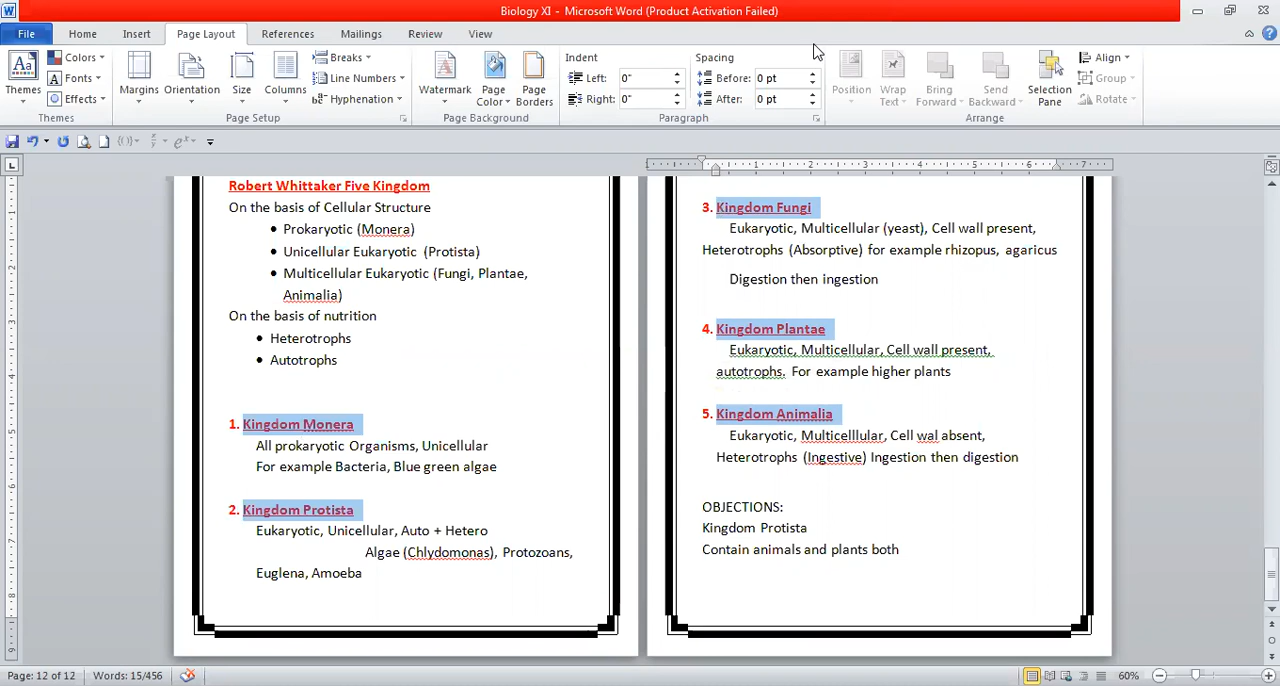 Biology XI - Microsoft Word (Product Activation Failed)
File Home Insert Page Layout References Mailings Review View
Themes Colors Fonts Effects Margins Orientation Size Columns Breaks Line Numbers Hyphenation Watermark Page Color Page Borders Indent Left: 0" Right: 0" Spacing Before: 0 pt After: 0 pt Position Wrap Text Bring Forward Send Backward Selection Pane Align Group Rotate
Themes Page Setup Page Background Paragraph Arrange
1 2 3 4 5 6 7
Robert Whittaker Five Kingdom
On the basis of Cellular Structure
• Prokaryotic (Monera)
• Unicellular Eukaryotic (Protista)
• Multicellular Eukaryotic (Fungi, Plantae,
Animalia)
On the basis of nutrition
• Heterotrophs
• Autotrophs
1. Kingdom Monera
All prokaryotic Organisms, Unicellular
For example Bacteria, Blue green algae
2. Kingdom Protista
Eukaryotic, Unicellular, Auto + Hetero
Algae (Chlydomonas), Protozoans,
Euglena, Amoeba
3. Kingdom Fungi
Eukaryotic, Multicellular (yeast), Cell wall present,
Heterotrophs (Absorptive) for example rhizopus, agaricus
Digestion then ingestion
4. Kingdom Plantae
Eukaryotic, Multicellular, Cell wall present,
autotrophs. For example higher plants
5. Kingdom Animalia
Eukaryotic, Multicelllular, Cell wal absent,
Heterotrophs (Ingestive) Ingestion then digestion
OBJECTIONS:
Kingdom Protista
Contain animals and plants both
Page: 12 of 12 Words: 15/456 60%